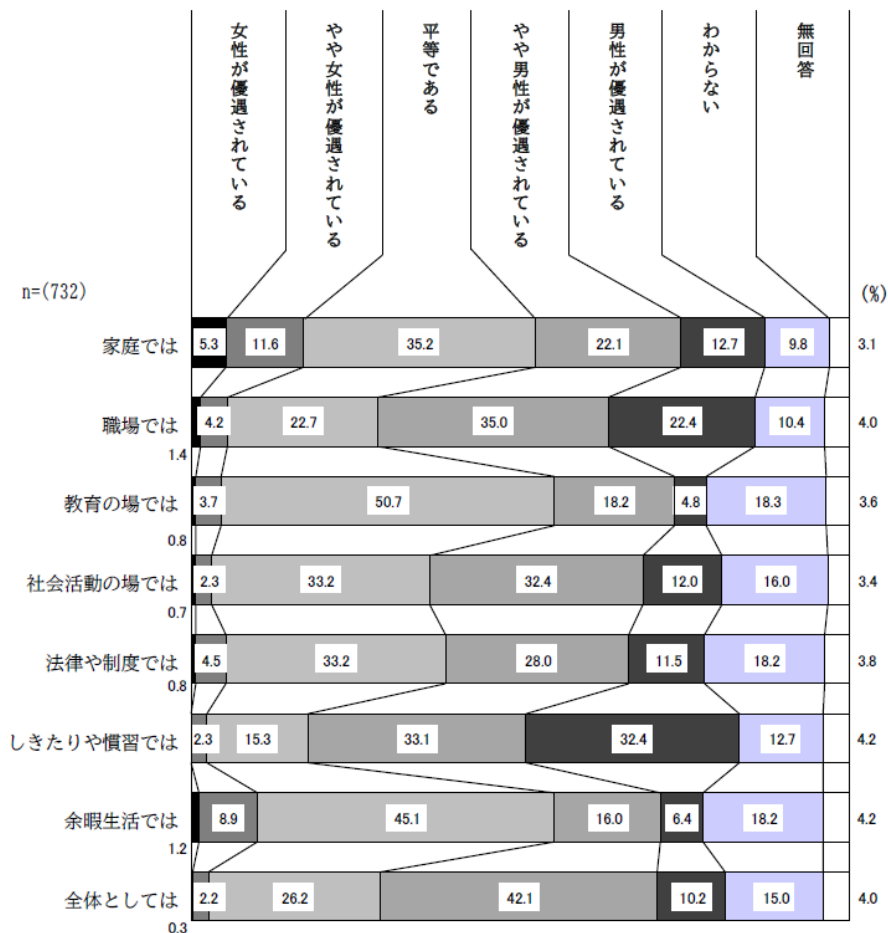 女性が優遇されている
やや女性が優遇されている
平等である
やや男性が優遇されている
男性が優遇されている
わからない
無回答
n=(732)
(%)
家庭では 5.3 11.6 35.2 22.1 12.7 9.8 3.1
職場では 4.2 22.7 35.0 22.4 10.4 4.0
1.4
教育の場では 3.7 50.7 18.2 4.8 18.3 3.6
0.8
社会活動の場では 2.3 33.2 32.4 12.0 16.0 3.4
0.7
法律や制度では 4.5 33.2 28.0 11.5 18.2 3.8
0.8
しきたりや慣習では 2.3 15.3 33.1 32.4 12.7 4.2
余暇生活では 8.9 45.1 16.0 6.4 18.2 4.2
1.2
全体としては 2.2 26.2 42.1 10.2 15.0 4.0
0.3